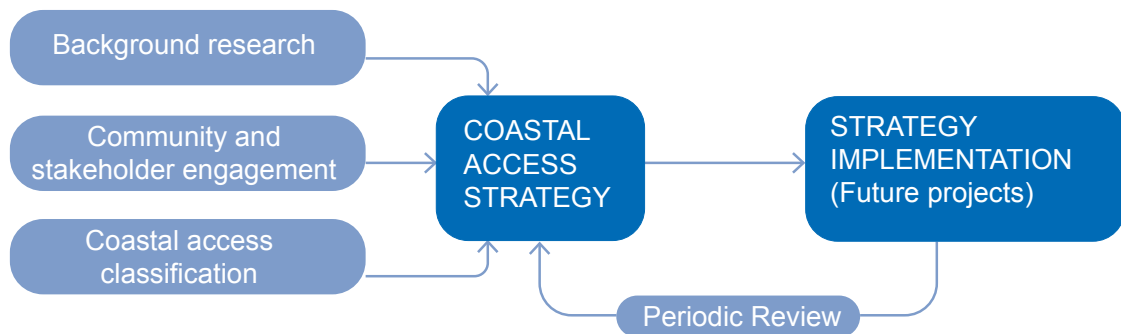 Background research
Community and
stakeholder engagement
Coastal access
classification
COASTAL
ACCESS
STRATEGY
STRATEGY
IMPLEMENTATION
(Future projects)
Periodic Review